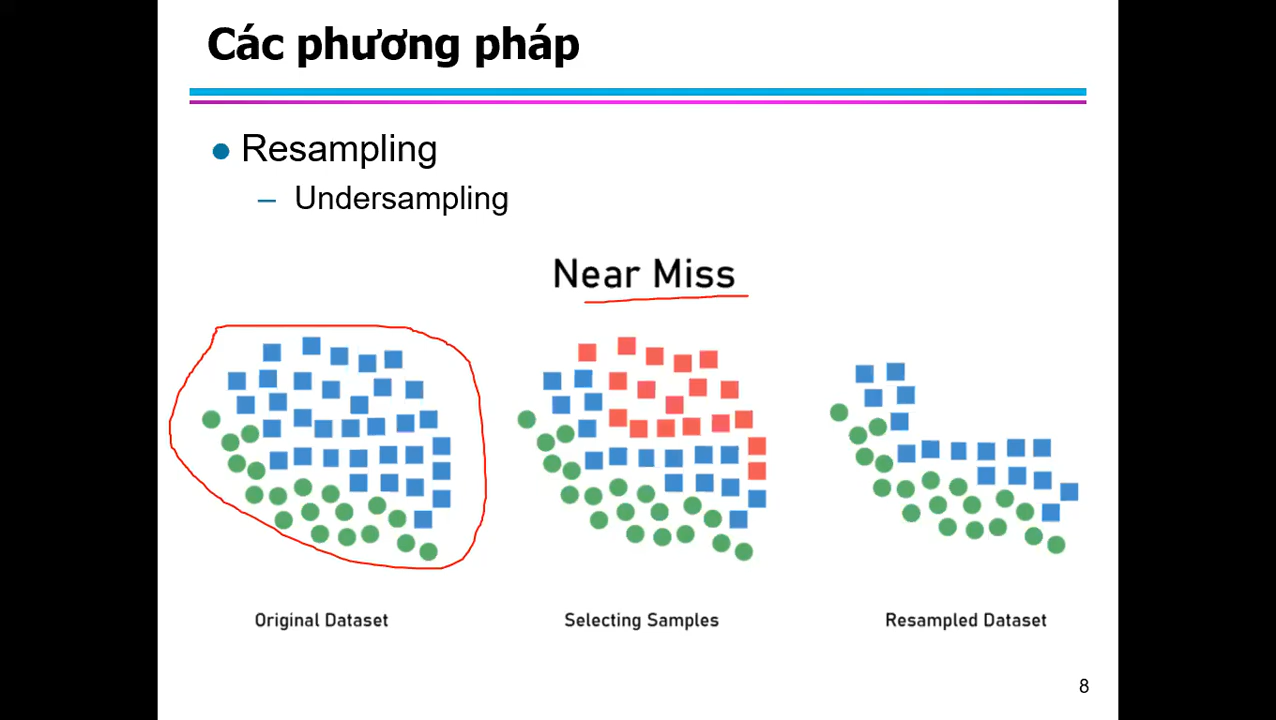 Các phương pháp
Resampling
– Undersampling
Near Miss
Original Dataset
Selecting Samples
Resampled Dataset
8